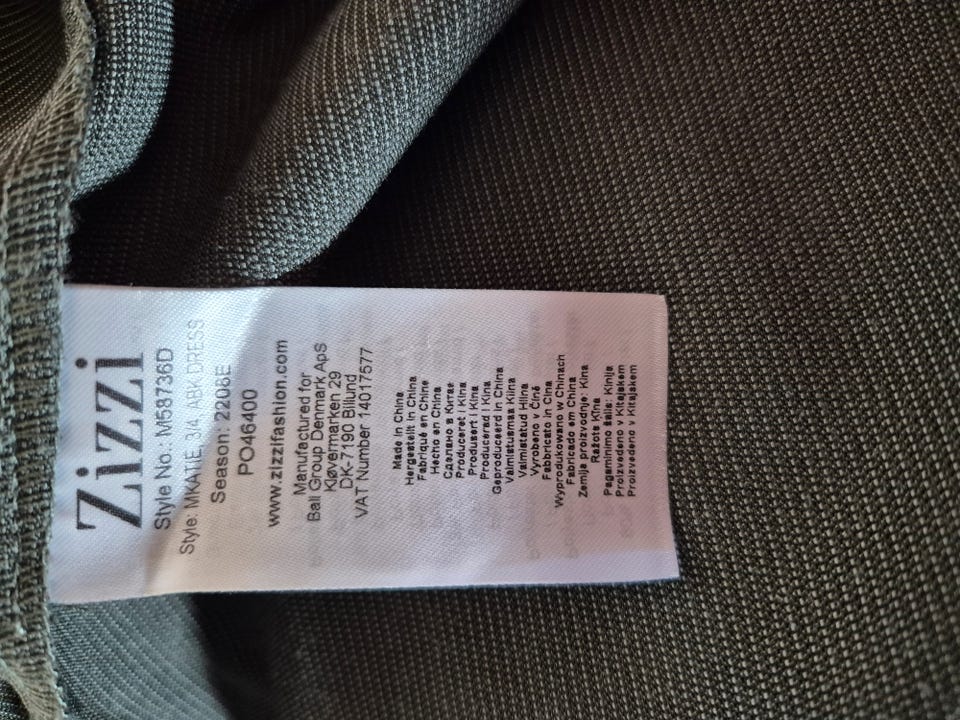 Zizzi
Style No.: M58736D
Style: MKATIE, 3/4, ABK DRESS
Season: 2208E
PO46400
www.zizzifashion.com
Manufactured for
Ball Group Denmark Aps
Kløvermarken 29
DK-7190 Billund
VAT Number 14017577
Made in China
Hergestellt in China
Fabriqué en Chine
Hecho en China
Сделано в Китае
Produceret i Kina
Produsert i Kina
Producerad i Kina
Geproduceerd in China
Valmistusmaa Kiina
Valmistatud Hiina
Vyrobeno v Číně
Fabbricato in Cina
Wyprodukowano w Chinach
Fabricado em China
Zemlja proizvodnje: Kina
Ražots Ķīna
Pagaminimo šalis: Kinija
Proizvedeno v Kitajskem
Proizvedeno v Kitajskem